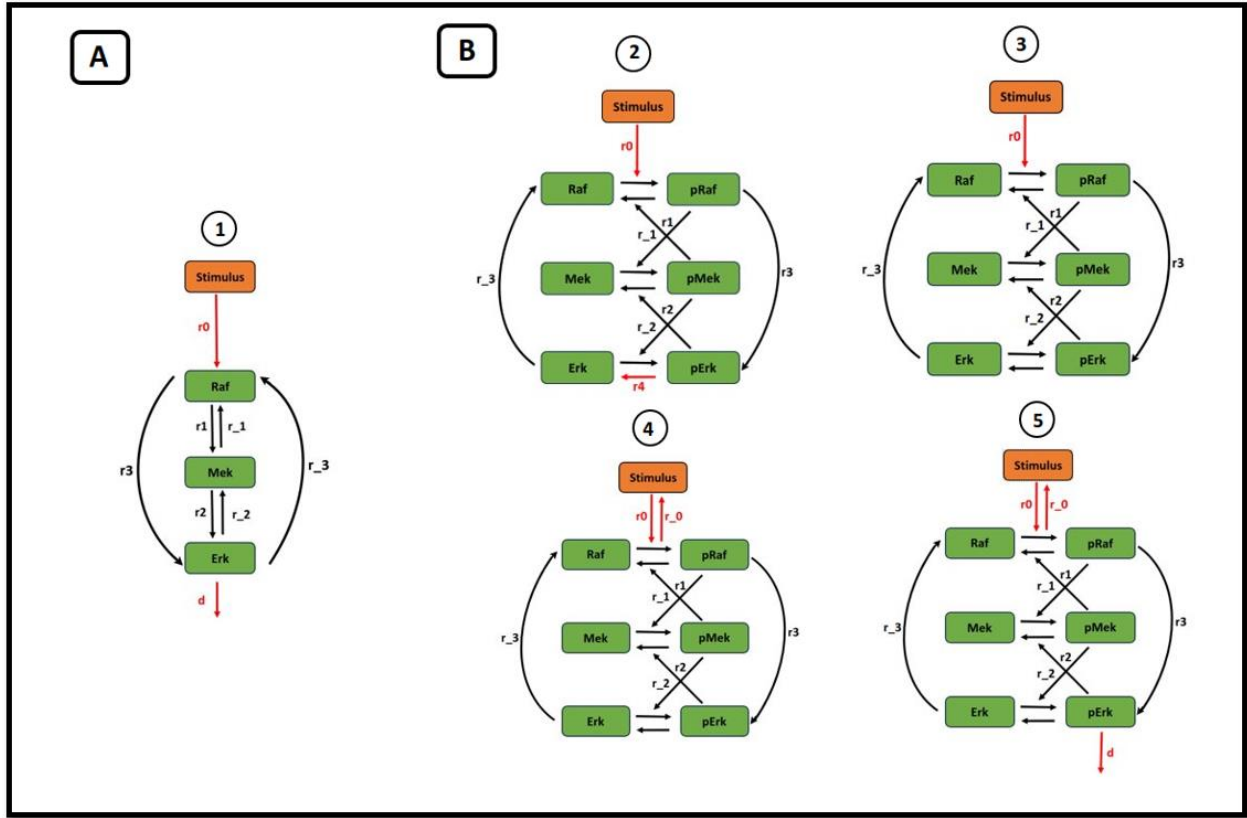 A
1
Stimulus
r0
Raf
r1
r_1
r3
Mek
r_3
r2
r_2
Erk
d
B
2
Stimulus
r0
Raf
pRaf
r1
r_1
r_3
Mek
pMek
r3
r2
r_2
Erk
pErk
r4
3
Stimulus
r0
Raf
pRaf
r1
r_1
r_3
Mek
pMek
r3
r2
r_2
Erk
pErk
4
Stimulus
r0
r_0
Raf
pRaf
r1
r_1
r_3
Mek
pMek
r3
r2
r_2
Erk
pErk
5
Stimulus
r0
r_0
Raf
pRaf
r1
r_1
r_3
Mek
pMek
r3
r2
r_2
Erk
pErk
d